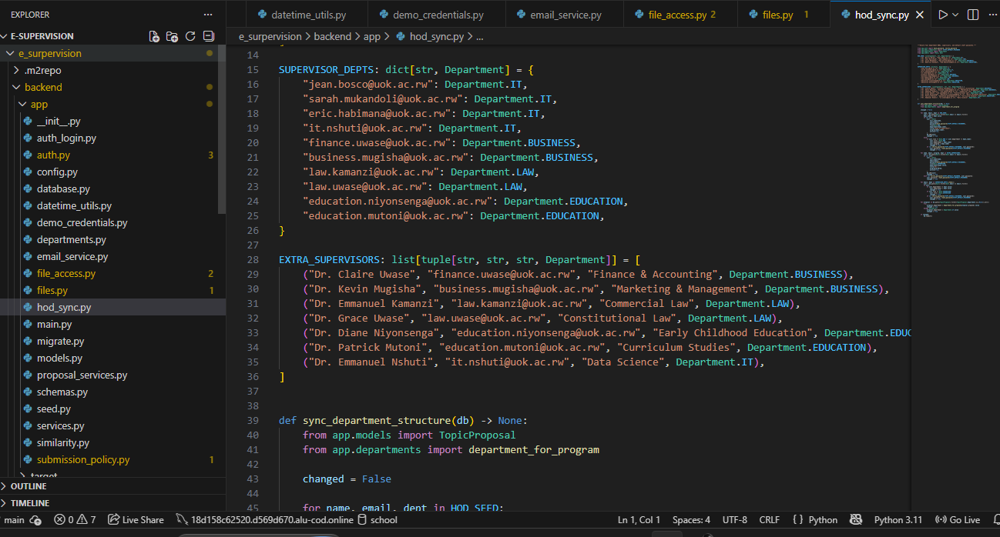 EXPLORER
E-SUPERVISION
e_surpervision
.m2repo
backend
app
__init__.py
auth_login.py
auth.py 3
config.py
database.py
datetime_utils.py
demo_credentials.py
departments.py
email_service.py
file_access.py 2
files.py 1
hod_sync.py
main.py
migrate.py
models.py
proposal_services.py
schemas.py
seed.py
services.py
similarity.py
submission_policy.py 1
target
OUTLINE
TIMELINE
datetime_utils.py demo_credentials.py email_service.py file_access.py 2 files.py 1 hod_sync.py
e_surpervision > backend > app > hod_sync.py > ...
14
15 SUPERVISOR_DEPTS: dict[str, Department] = {
16 "jean.bosco@uok.ac.rw": Department.IT,
17 "sarah.mukandoli@uok.ac.rw": Department.IT,
18 "eric.habimana@uok.ac.rw": Department.IT,
19 "it.nshuti@uok.ac.rw": Department.IT,
20 "finance.uwase@uok.ac.rw": Department.BUSINESS,
21 "business.mugisha@uok.ac.rw": Department.BUSINESS,
22 "law.kamanzi@uok.ac.rw": Department.LAW,
23 "law.uwase@uok.ac.rw": Department.LAW,
24 "education.niyonsenga@uok.ac.rw": Department.EDUCATION,
25 "education.mutoni@uok.ac.rw": Department.EDUCATION,
26 }
27
28 EXTRA_SUPERVISORS: list[tuple[str, str, str, Department]] = [
29 ("Dr. Claire Uwase", "finance.uwase@uok.ac.rw", "Finance & Accounting", Department.BUSINESS),
30 ("Dr. Kevin Mugisha", "business.mugisha@uok.ac.rw", "Marketing & Management", Department.BUSINESS),
31 ("Dr. Emmanuel Kamanzi", "law.kamanzi@uok.ac.rw", "Commercial Law", Department.LAW),
32 ("Dr. Grace Uwase", "law.uwase@uok.ac.rw", "Constitutional Law", Department.LAW),
33 ("Dr. Diane Niyonsenga", "education.niyonsenga@uok.ac.rw", "Early Childhood Education", Department.EDUC
34 ("Dr. Patrick Mutoni", "education.mutoni@uok.ac.rw", "Curriculum Studies", Department.EDUCATION),
35 ("Dr. Emmanuel Nshuti", "it.nshuti@uok.ac.rw", "Data Science", Department.IT),
36 ]
37
38
39 def sync_department_structure(db) -> None:
40 from app.models import TopicProposal
41 from app.departments import department_for_program
42
43 changed = False
44
45 for name, email, dept in HOD_SEED:
main 0 7 Live Share 18d158c62520.d569d670.alu-cod.online school Ln 1, Col 1 Spaces: 4 UTF-8 CRLF { } Python Python 3.11 Go Live